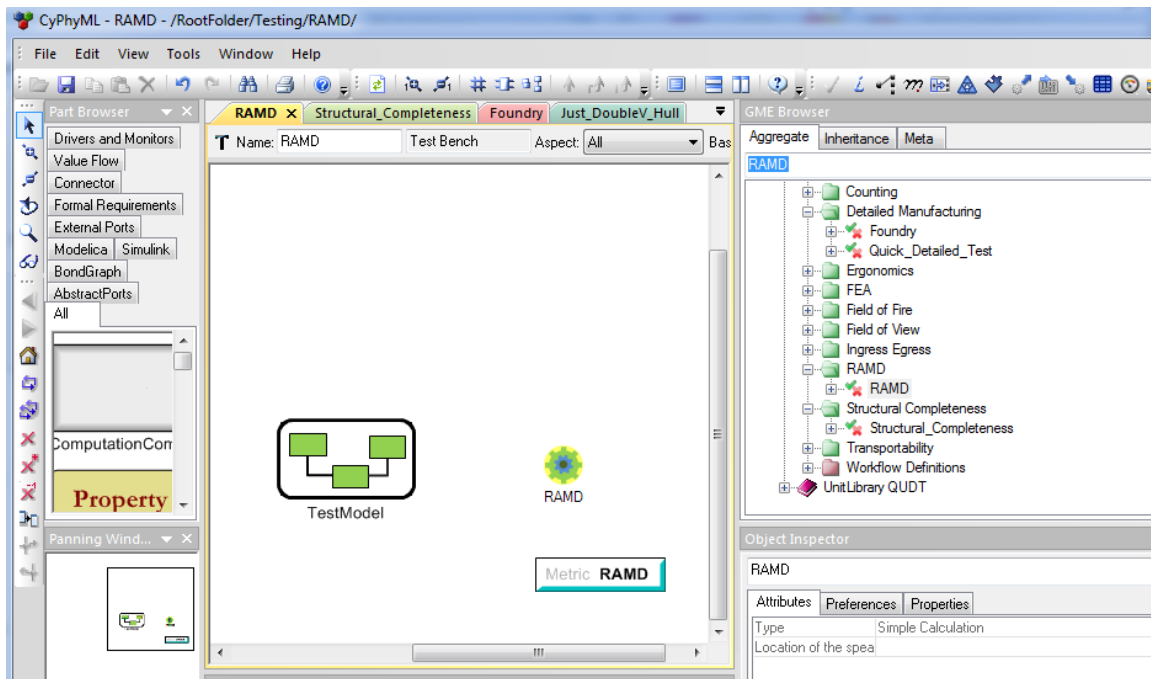 CyPhyML - RAMD - /RootFolder/Testing/RAMD/
File Edit View Tools Window Help
Part Browser
Drivers and Monitors
Value Flow
Connector
Formal Requirements
External Ports
Modelica Simulink
BondGraph
AbstractPorts
All
ComputationCom
Property
Panning Wind...
RAMD Structural_Completeness Foundry Just_DoubleV_Hull
Name: RAMD Test Bench Aspect: All Bas
TestModel
RAMD
Metric RAMD
GME Browser
Aggregate Inheritance Meta
RAMD
Counting
Detailed Manufacturing
Foundry
Quick_Detailed_Test
Ergonomics
FEA
Field of Fire
Field of View
Ingress Egress
RAMD
RAMD
Structural Completeness
Structural_Completeness
Transportability
Workflow Definitions
UnitLibrary QUDT
Object Inspector
RAMD
Attributes Preferences Properties
Type Simple Calculation
Location of the spea